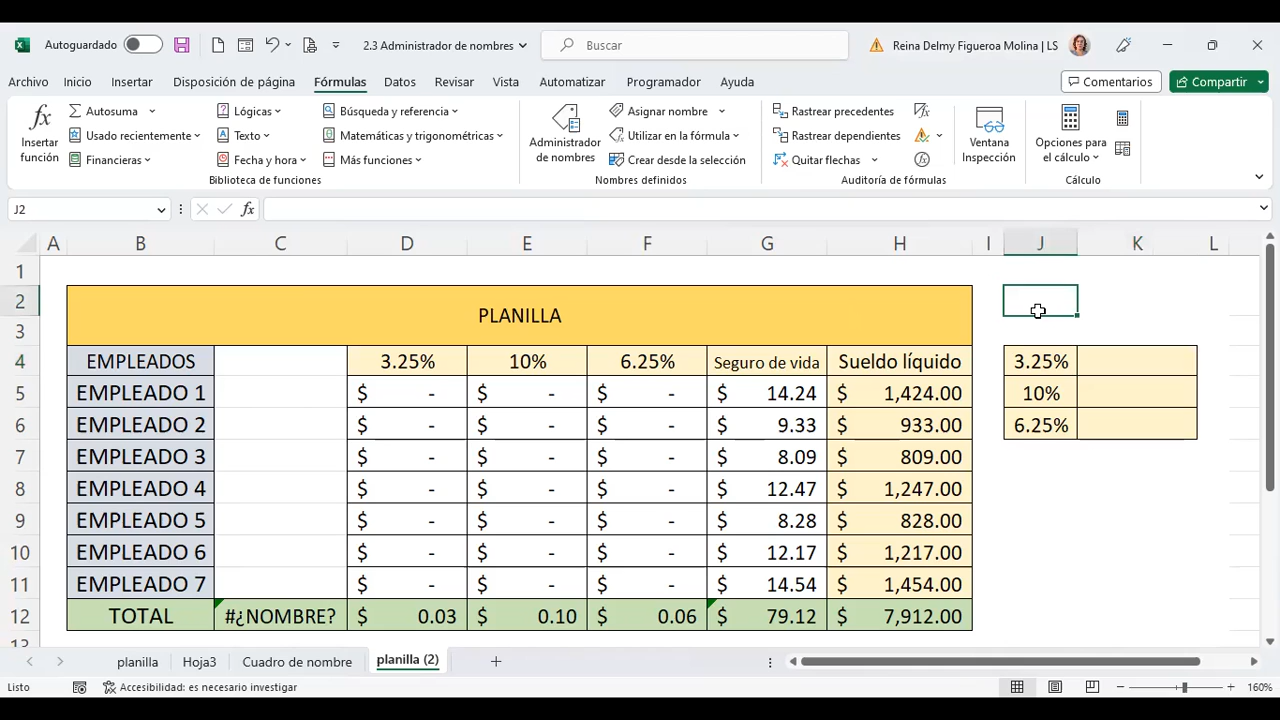 Autoguardado 2.3 Administrador de nombres Buscar Reina Delmy Figueroa Molina | LS
Archivo Inicio Insertar Disposición de página Fórmulas Datos Revisar Vista Automatizar Programador Ayuda Comentarios Compartir
fx Insertar función
Autosuma
Usado recientemente
Financieras
Lógicas
Texto
Fecha y hora
Búsqueda y referencia
Matemáticas y trigonométricas
Más funciones
Biblioteca de funciones
Administrador de nombres
Asignar nombre
Utilizar en la fórmula
Crear desde la selección
Nombres definidos
Rastrear precedentes
Rastrear dependientes
Quitar flechas
fx
Ventana Inspección
Auditoría de fórmulas
Opciones para el cálculo
Cálculo
J2 fx
A B C D E F G H I J K L
1
2
3
PLANILLA
4 EMPLEADOS 3.25% 10% 6.25% Seguro de vida Sueldo líquido 3.25%
5 EMPLEADO 1 $ - $ - $ - $ 14.24 $ 1,424.00 10%
6 EMPLEADO 2 $ - $ - $ - $ 9.33 $ 933.00 6.25%
7 EMPLEADO 3 $ - $ - $ - $ 8.09 $ 809.00
8 EMPLEADO 4 $ - $ - $ - $ 12.47 $ 1,247.00
9 EMPLEADO 5 $ - $ - $ - $ 8.28 $ 828.00
10 EMPLEADO 6 $ - $ - $ - $ 12.17 $ 1,217.00
11 EMPLEADO 7 $ - $ - $ - $ 14.54 $ 1,454.00
12 TOTAL #¿NOMBRE? $ 0.03 $ 0.10 $ 0.06 $ 79.12 $ 7,912.00
13
planilla Hoja3 Cuadro de nombre planilla (2)
Listo Accesibilidad: es necesario investigar 160%